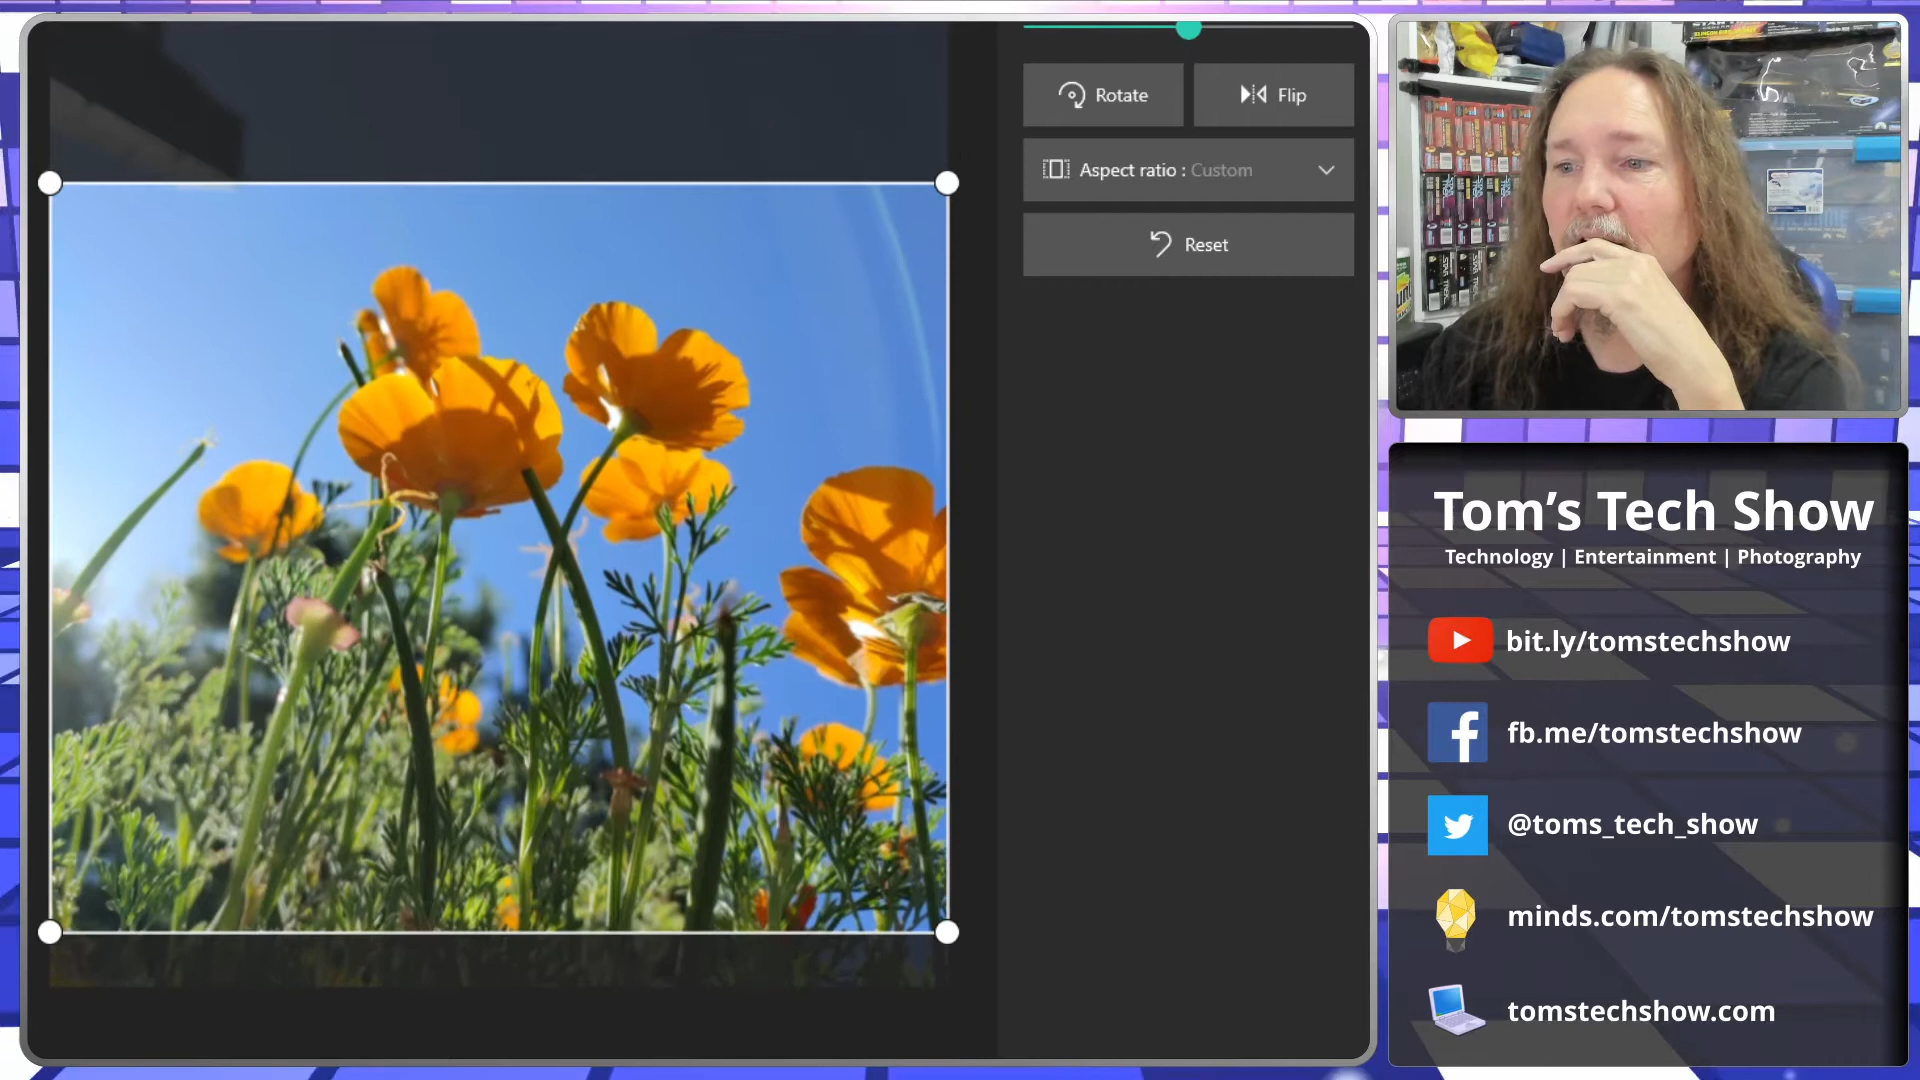 Rotate
Flip
Aspect ratio : Custom
Reset
Tom's Tech Show
Technology | Entertainment | Photography
bit.ly/tomstechshow
fb.me/tomstechshow
@toms_tech_show
minds.com/tomstechshow
tomstechshow.com